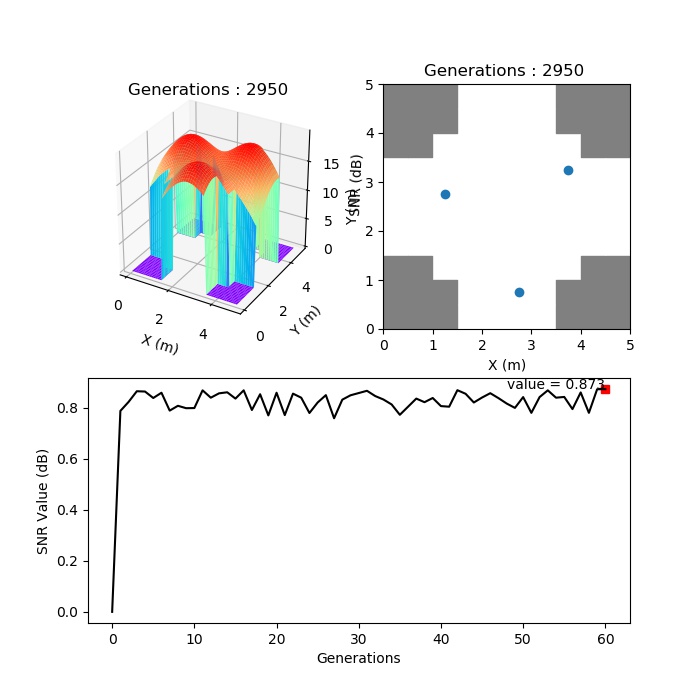 Generations : 2950
15
10
5
0
SNR (dB)
0
2
4
X (m)
0
2
4
Y (m)
Generations : 2950
5
4
3
2
1
0
Y (m)
0 1 2 3 4 5
X (m)
value = 0.873
0.8
0.6
0.4
0.2
0.0
SNR Value (dB)
0 10 20 30 40 50 60
Generations